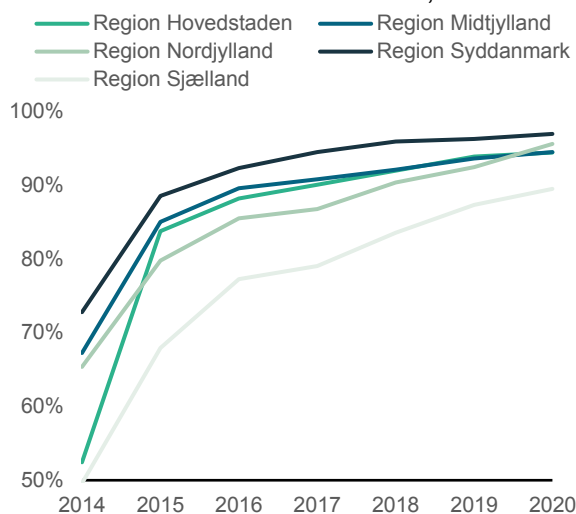 Region Hovedstaden Region Midtjylland
Region Nordjylland Region Syddanmark
Region Sjælland
100%
90%
80%
70%
60%
50%
2014 2015 2016 2017 2018 2019 2020